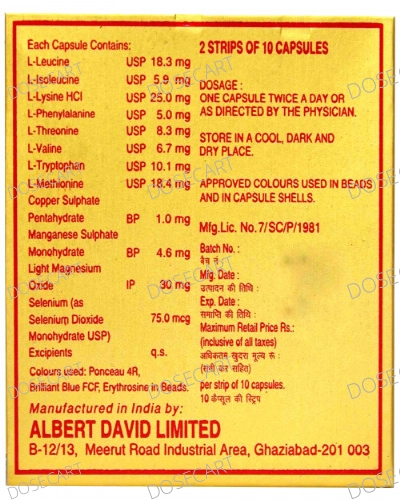 Each Capsule Contains:
L-Leucine USP 18.3 mg
L-Isoleucine USP 5.9 mg
L-Lysine HCl USP 25.0 mg
L-Phenylalanine USP 5.0 mg
L-Threonine USP 8.3 mg
L-Valine USP 6.7 mg
L-Tryptophan USP 10.1 mg
L-Methionine USP 18.4 mg
Copper Sulphate
Pentahydrate BP 1.0 mg
Manganese Sulphate
Monohydrate BP 4.6 mg
Light Magnesium
Oxide IP 30 mg
Selenium (as
Selenium Dioxide 75.0 mcg
Monohydrate USP)
Excipients q.s.
Colours used: Ponceau 4R,
Brilliant Blue FCF, Erythrosine in Beads.
2 STRIPS OF 10 CAPSULES
DOSAGE :
ONE CAPSULE TWICE A DAY OR
AS DIRECTED BY THE PHYSICIAN.
STORE IN A COOL, DARK AND
DRY PLACE.
APPROVED COLOURS USED IN BEADS
AND IN CAPSULE SHELLS.
Mfg.Lic. No.7/SC/P/1981
Batch No. :
बैच नं. :
Mfg. Date :
उत्पादन की तिथि :
Exp. Date :
समाप्ति की तिथि :
Maximum Retail Price Rs.:
(inclusive of all taxes)
अधिकतम खुदरा मूल्य रू :
(सभी कर सहित)
per strip of 10 capsules.
10 कैप्सूल की स्ट्रिप
Manufactured in India by:
ALBERT DAVID LIMITED
B-12/13, Meerut Road Industrial Area, Ghaziabad-201 003
DOSECART